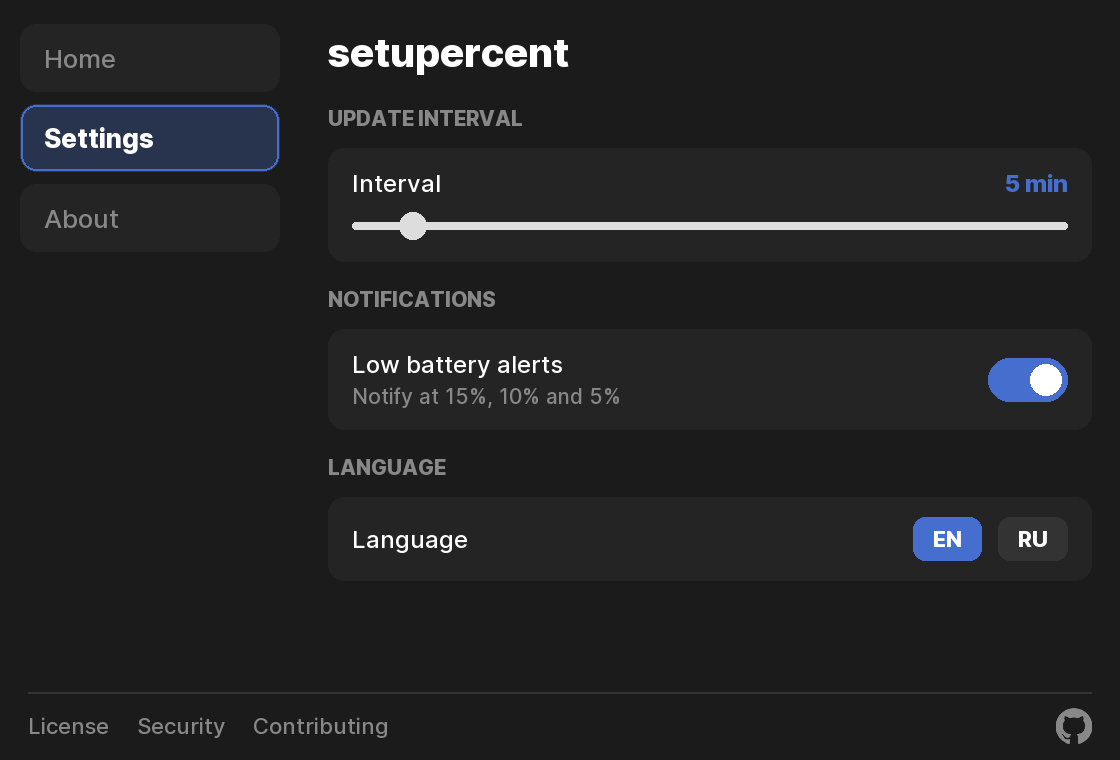 Home
Settings
About
setupercent
UPDATE INTERVAL
Interval
5 min
NOTIFICATIONS
Low battery alerts
Notify at 15%, 10% and 5%
LANGUAGE
Language
EN
RU
License
Security
Contributing